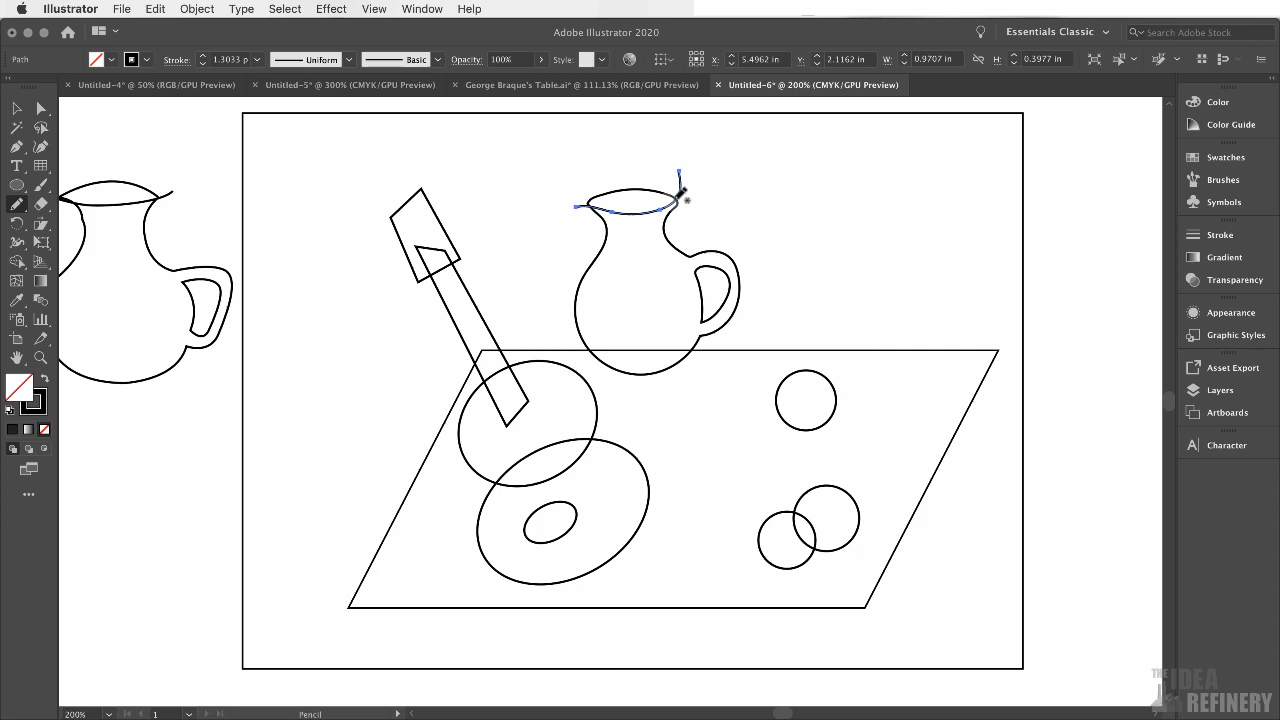 Illustrator File Edit Object Type Select Effect View Window Help
Adobe Illustrator 2020
Essentials Classic
Search Adobe Stock
Path Stroke: 1.3033 p Uniform Basic Opacity: 100% Style: X: 5.4962 in Y: 2.1162 in W: 0.9707 in H: 0.3977 in
Untitled-4* @ 50% (RGB/GPU Preview)
Untitled-5* @ 300% (CMYK/GPU Preview)
George Braque's Table.ai* @ 111.13% (RGB/GPU Preview)
Untitled-6* @ 200% (CMYK/GPU Preview)
Color
Color Guide
Swatches
Brushes
Symbols
Stroke
Gradient
Transparency
Appearance
Graphic Styles
Asset Export
Layers
Artboards
Character
200% 1 Pencil
THE IDEA
REFINERY